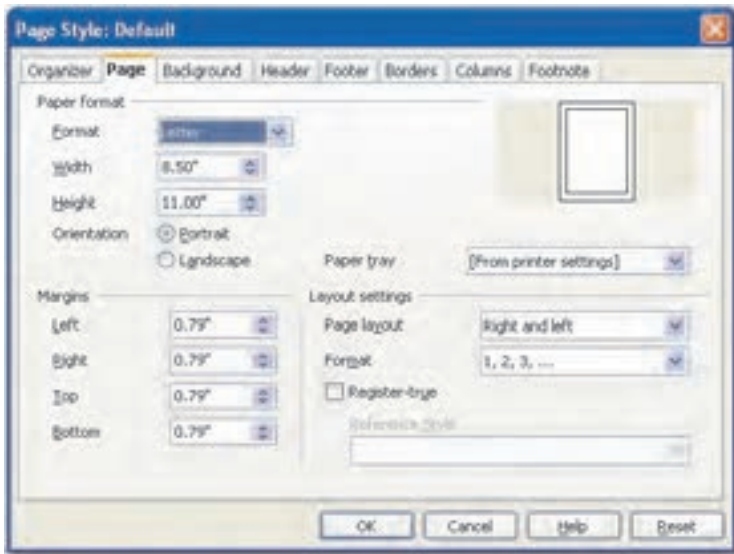 Page Style: Default
Organizer Page Background Header Footer Borders Columns Footnote
Paper format
Format Letter
Width 8.50"
Height 11.00"
Orientation Portrait
Landscape
Paper tray [From printer settings]
Margins
Layout settings
Left 0.79"
Page layout Right and left
Right 0.79"
Format 1, 2, 3, ...
Top 0.79"
Register-true
Bottom 0.79"
Reference Style
OK Cancel Help Reset